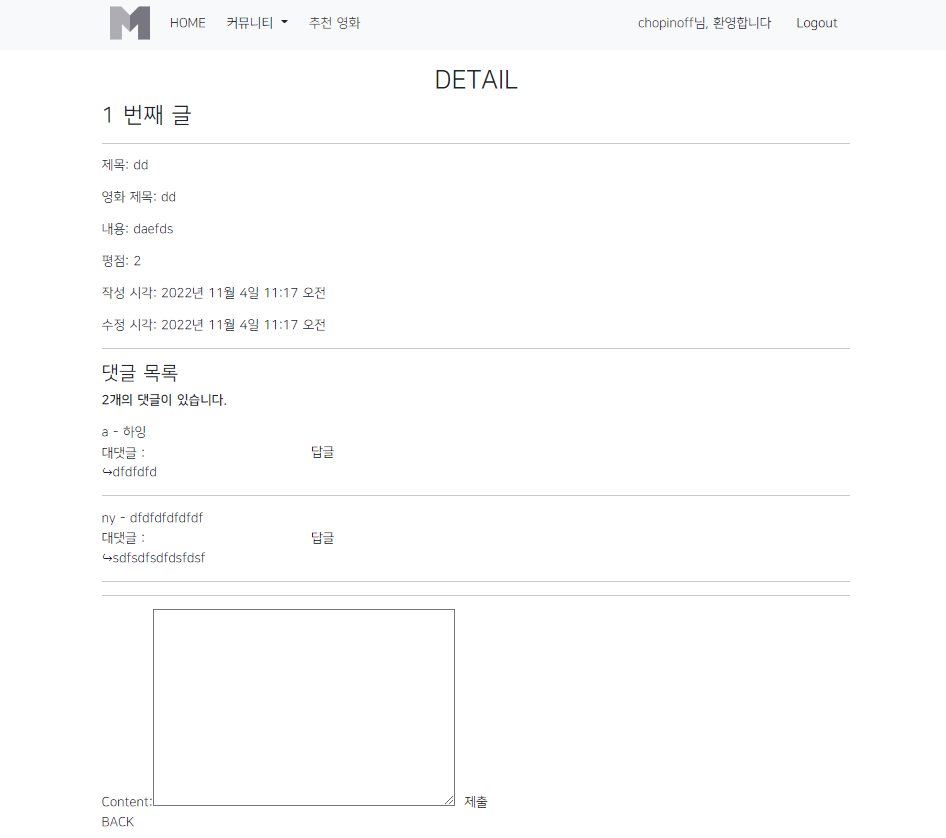 M HOME 커뮤니티 추천 영화 chopinoff님, 환영합니다 Logout
DETAIL
1 번째 글
제목: dd
영화 제목: dd
내용: daefds
평점: 2
작성 시각: 2022년 11월 4일 11:17 오전
수정 시각: 2022년 11월 4일 11:17 오전
댓글 목록
2개의 댓글이 있습니다.
a - 하잉
대댓글 : 답글
↪dfdfdfd
ny - dfdfdfdfdfdf
대댓글 : 답글
↪sdfsdfsdfdsfdsf
Content: 제출
BACK